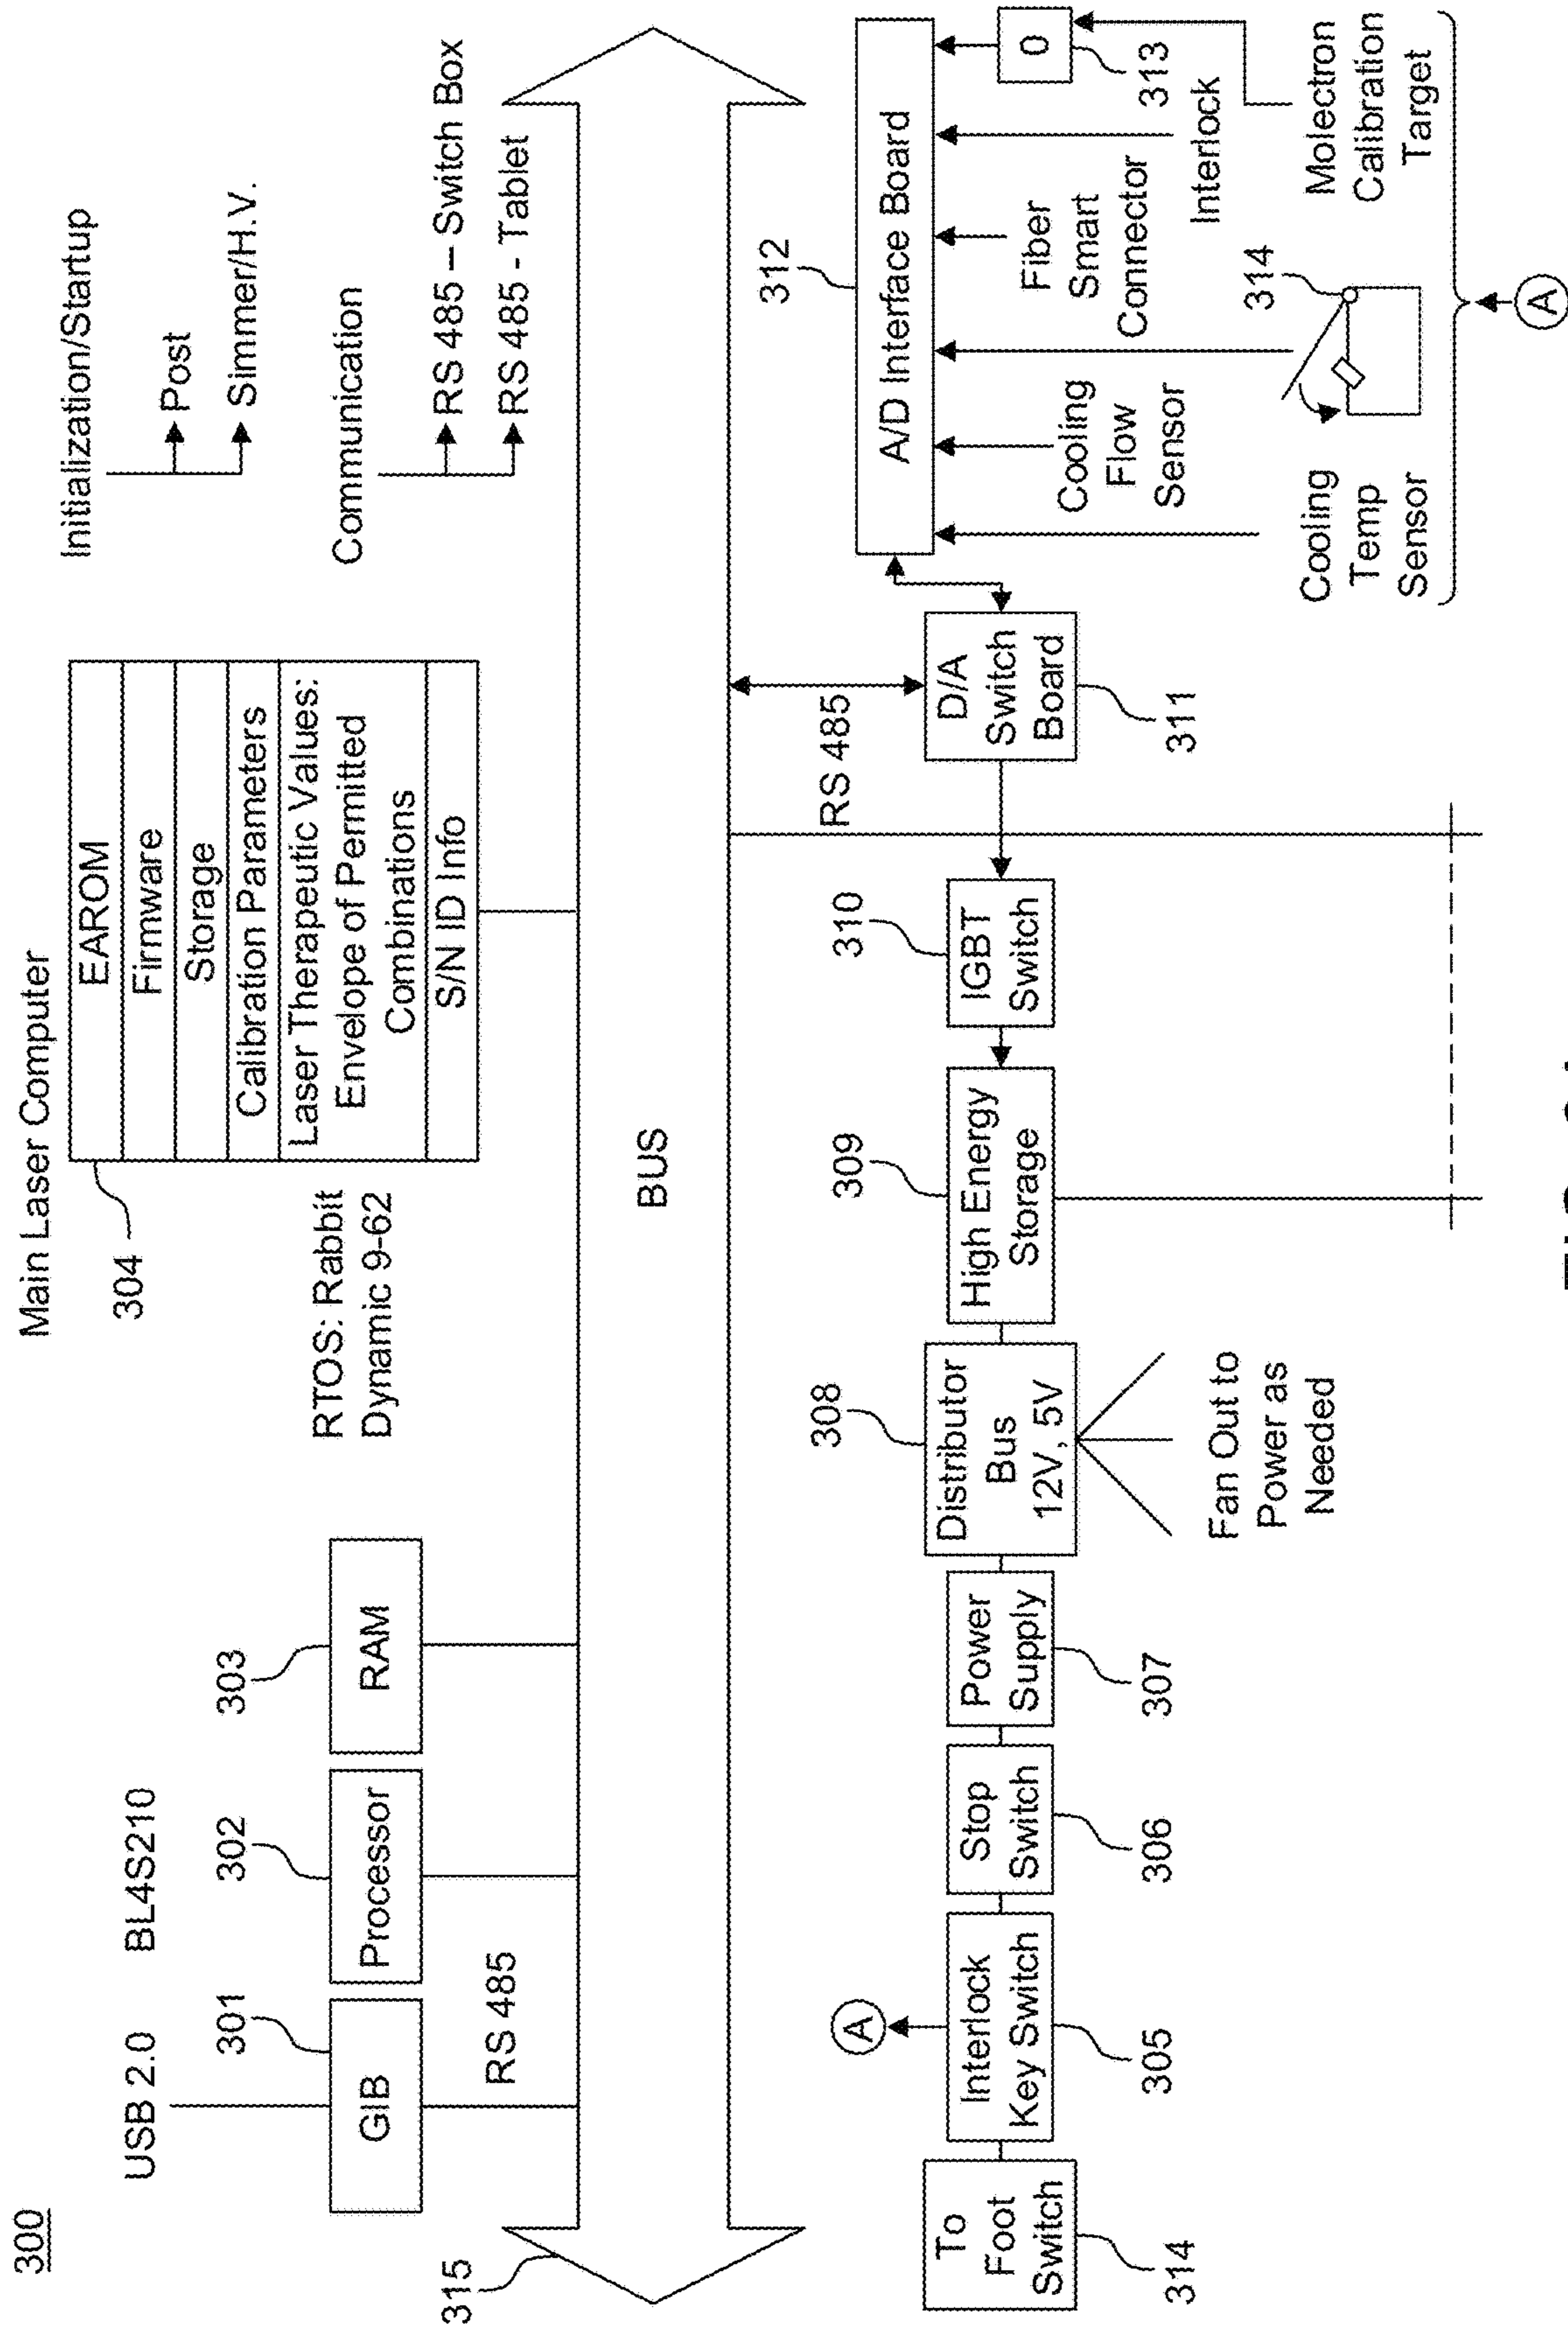 300
Main Laser Computer
USB 2.0
BL4S210
301
302
303
GIB
Processor
RAM
RS 485
RTOS: Rabbit
Dynamic 9-62
304
EAROM
Firmware
Storage
Calibration Parameters
Laser Therapeutic Values:
Envelope of Permitted
Combinations
S/N ID Info
Initialization/Startup
Post
Simmer/H.V.
Communication
RS 485 – Switch Box
RS 485 - Tablet
315
BUS
RS 485
To
Foot
Switch
314
A
Interlock
Key Switch
305
Stop
Switch
306
Power
Supply
307
308
Distributor
Bus
12V, 5V
Fan Out to
Power as
Needed
309
High Energy
Storage
310
IGBT
Switch
D/A
Switch
Board
311
312
A/D Interface Board
0
313
Cooling
Temp
Sensor
Cooling
Flow
Sensor
314
Fiber
Smart
Connector
Interlock
Molectron
Calibration
Target
A